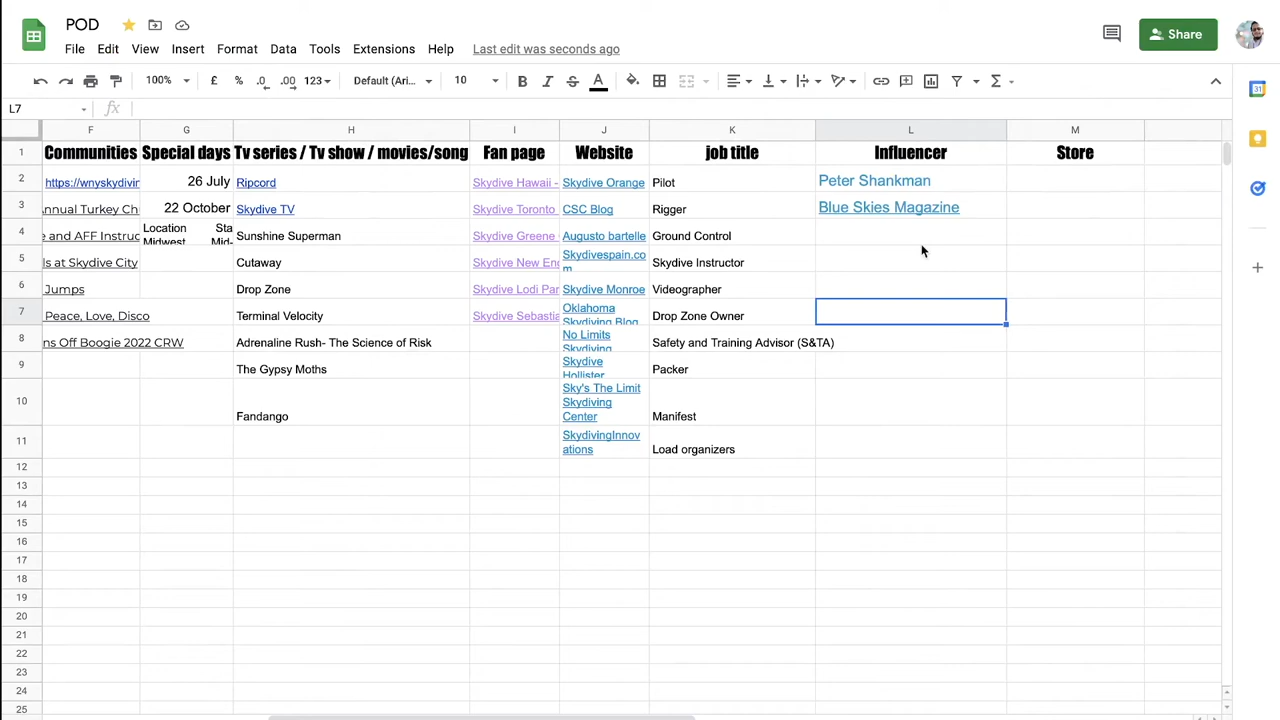 POD
File Edit View Insert Format Data Tools Extensions Help Last edit was seconds ago
Share
100% £ % .0 .00 123 Default (Ari... 10 B I S A
31
L7 fx
F G H I J K L M
1 Communities Special days Tv series / Tv show / movies/song Fan page Website job title Influencer Store
2 https://wnyskydivin 26 July Ripcord Skydive Hawaii - Skydive Orange Pilot Peter Shankman
3 Annual Turkey Ch 22 October Skydive TV Skydive Toronto CSC Blog Rigger Blue Skies Magazine
4 e and AFF Instruc Location Sta Sunshine Superman Skydive Greene Augusto bartelle Ground Control
Midwest Mid-
5 ls at Skydive City Cutaway Skydive New En Skydivespain.co Skydive Instructor
m
6 Jumps Drop Zone Skydive Lodi Par Skydive Monroe Videographer
7 Peace, Love, Disco Terminal Velocity Skydive Sebastia Oklahoma Drop Zone Owner
Skydiving Blog
8 ns Off Boogie 2022 CRW Adrenaline Rush- The Science of Risk No Limits Safety and Training Advisor (S&TA)
Skydiving
9 The Gypsy Moths Skydive Packer
Hollister
10 Fandango Sky's The Limit Manifest
Skydiving
Center
11 SkydivingInnov Load organizers
ations
12
13
14
15
16
17
18
19
20
21
22
23
24
25